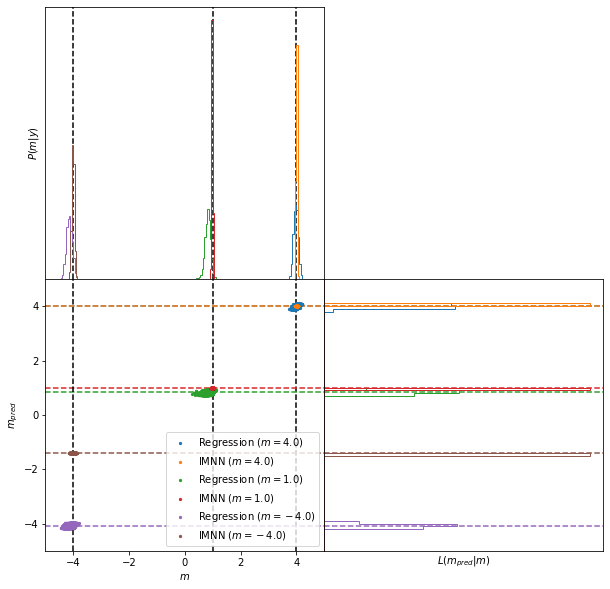 P(m|y)
4
2
0
−2
−4
m_pred
Regression (m = 4.0)
IMNN (m = 4.0)
Regression (m = 1.0)
IMNN (m = 1.0)
Regression (m = −4.0)
IMNN (m = −4.0)
−4 −2 0 2 4
m
L(m_pred|m)